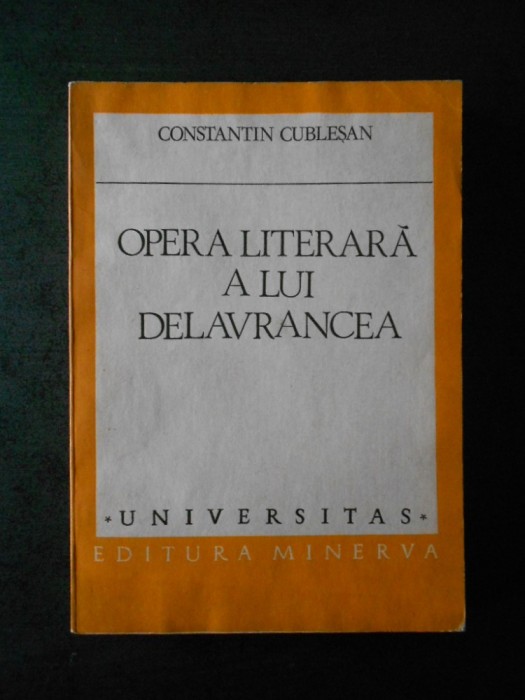 CONSTANTIN CUBLEŞAN
OPERA LITERARĂ
A LUI
DELAVRANCEA
* UNIVERSITAS *
EDITURA MINERVA